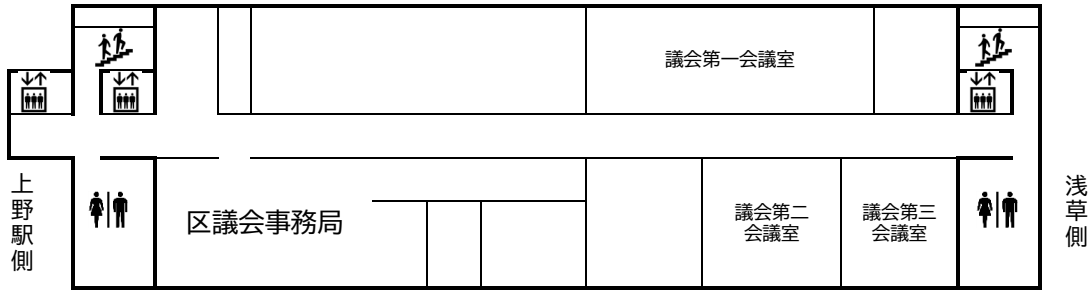 議会第一会議室
上野駅側
区議会事務局
議会第二
会議室
議会第三
会議室
浅草側